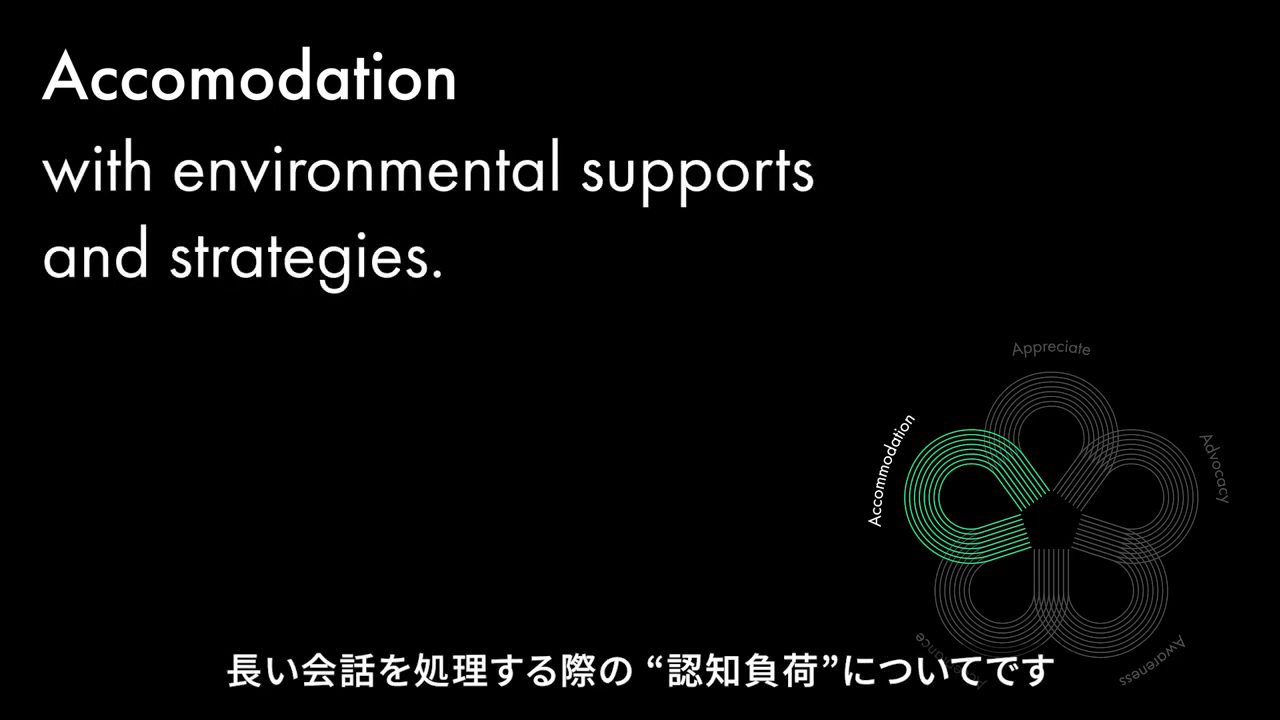 Accomodation
with environmental supports
and strategies.
Appreciate
Accommodation
Advocacy
Awareness
長い会話を処理する際の “認知負荷”についてです